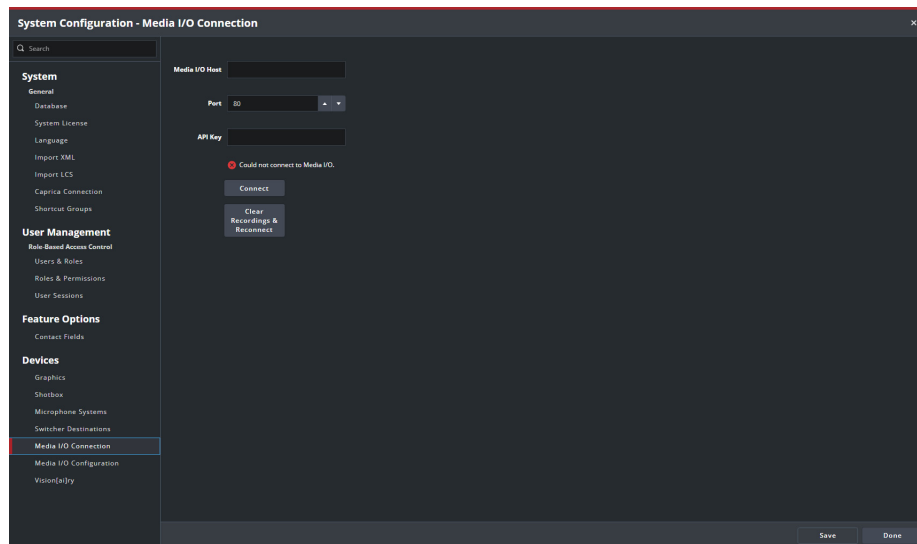 System Configuration - Media I/O Connection
×
Search
System
General
Database
System License
Language
Import XML
Import LCS
Caprica Connection
Shortcut Groups
User Management
Role-Based Access Control
Users & Roles
Roles & Permissions
User Sessions
Feature Options
Contact Fields
Devices
Graphics
Shotbox
Microphone Systems
Switcher Destinations
Media I/O Connection
Media I/O Configuration
Vision[ai]ry
Media I/O Host
Port 80
API Key
Could not connect to Media I/O.
Connect
Clear
Recordings &
Reconnect
Save Done